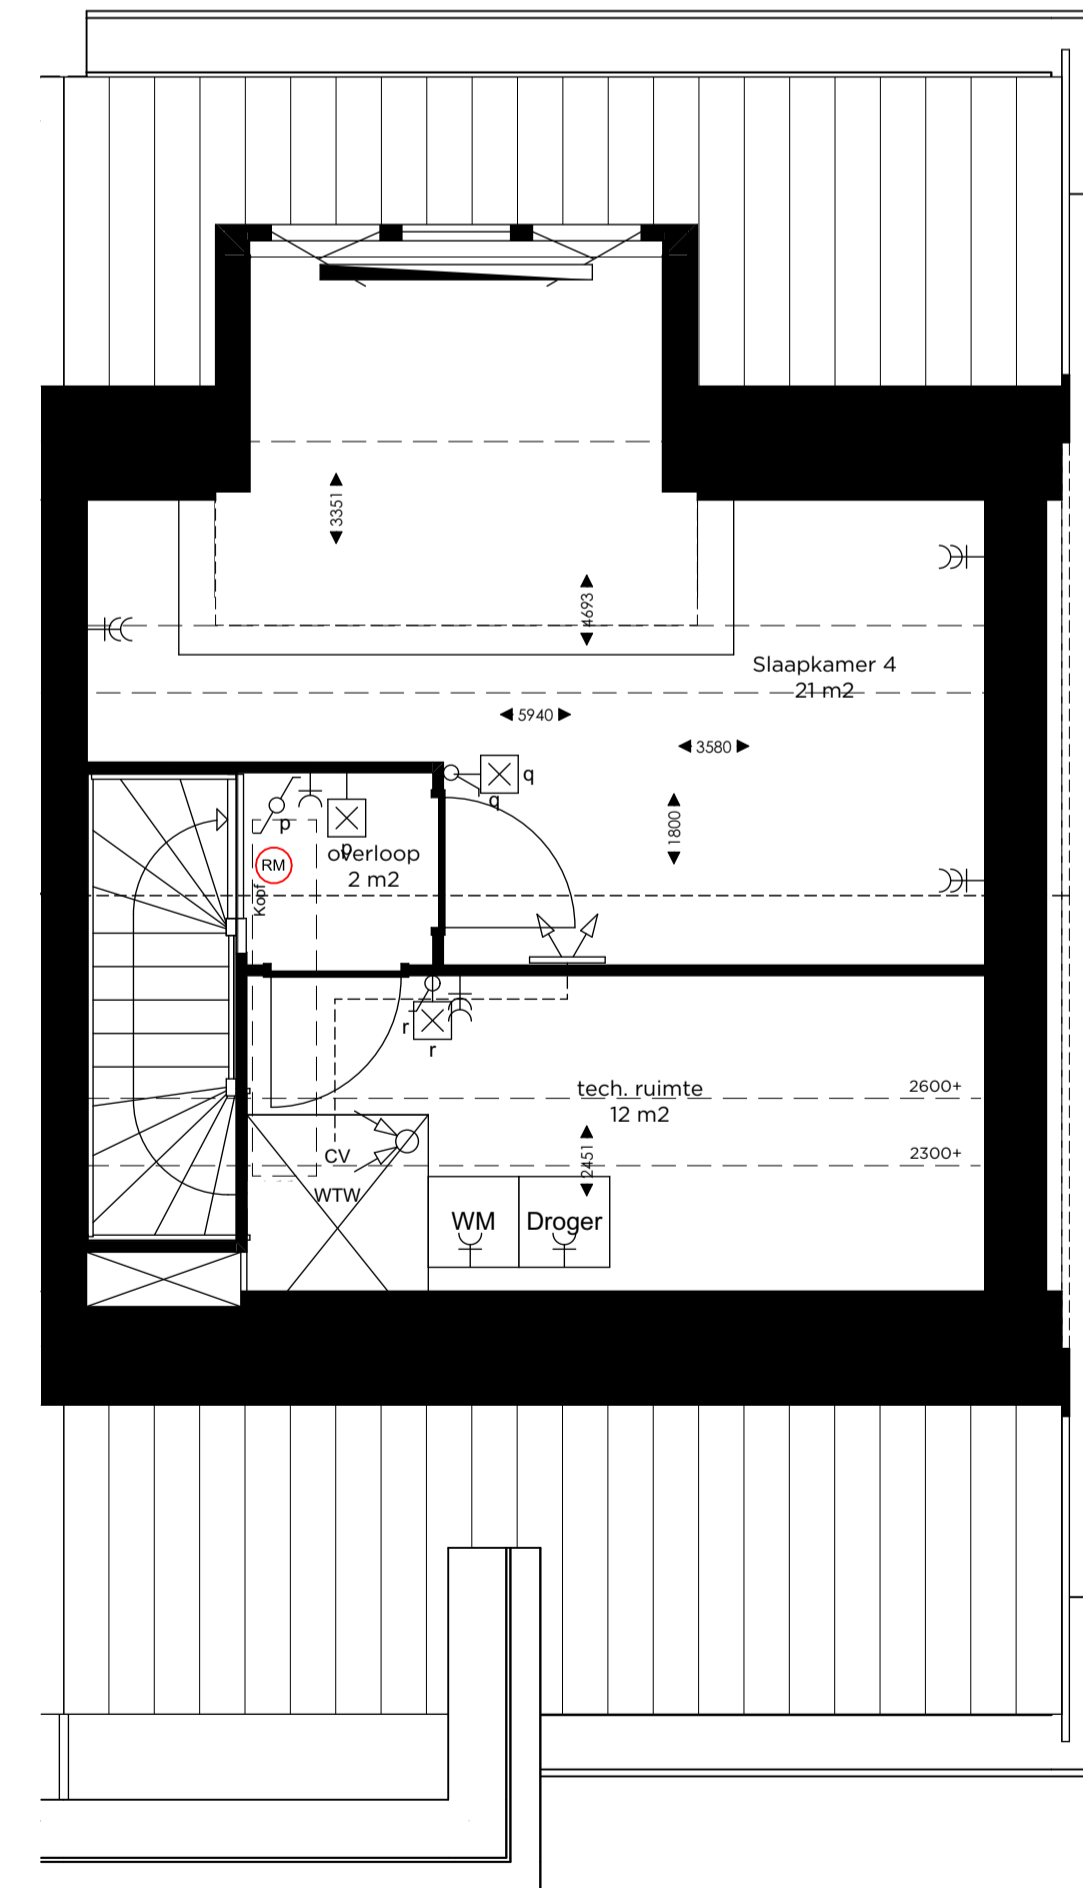 3351
4693
Slaapkamer 4
21 m2
5940
3580
q
q
p
p
1800
overloop
2 m2
RM
Koof
r
r
tech. ruimte
12 m2
2600+
2300+
2451
CV
WTW
WM
Droger